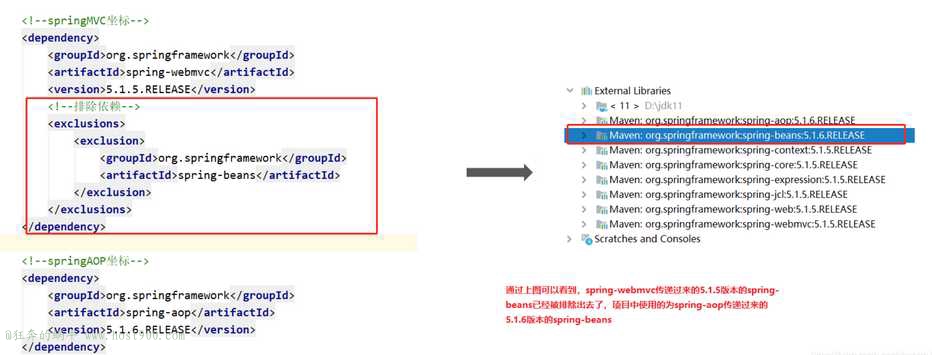 <!--springMVC坐标-->
<dependency>
<groupId>org.springframework</groupId>
<artifactId>spring-webmvc</artifactId>
<version>5.1.5.RELEASE</version>
<!--排除依赖-->
<exclusions>
<exclusion>
<groupId>org.springframework</groupId>
<artifactId>spring-beans</artifactId>
</exclusion>
</exclusions>
</dependency>
<!--springAOP坐标-->
<dependency>
<groupId>org.springframework</groupId>
<artifactId>spring-aop</artifactId>
<version>5.1.6.RELEASE</version>
</dependency>
External Libraries
< 11 > D:\jdk11
Maven: org.springframework:spring-aop:5.1.6.RELEASE
Maven: org.springframework:spring-beans:5.1.6.RELEASE
Maven: org.springframework:spring-context:5.1.5.RELEASE
Maven: org.springframework:spring-core:5.1.5.RELEASE
Maven: org.springframework:spring-expression:5.1.5.RELEASE
Maven: org.springframework:spring-jcl:5.1.5.RELEASE
Maven: org.springframework:spring-web:5.1.5.RELEASE
Maven: org.springframework:spring-webmvc:5.1.5.RELEASE
Scratches and Consoles
通过上图可以看到，spring-webmvc传递过来的5.1.5版本的spring-
beans已经被排除出去了，项目中使用的为spring-aop传递过来的
5.1.6版本的spring-beans
@狂奔的蜗牛 www.host900.com